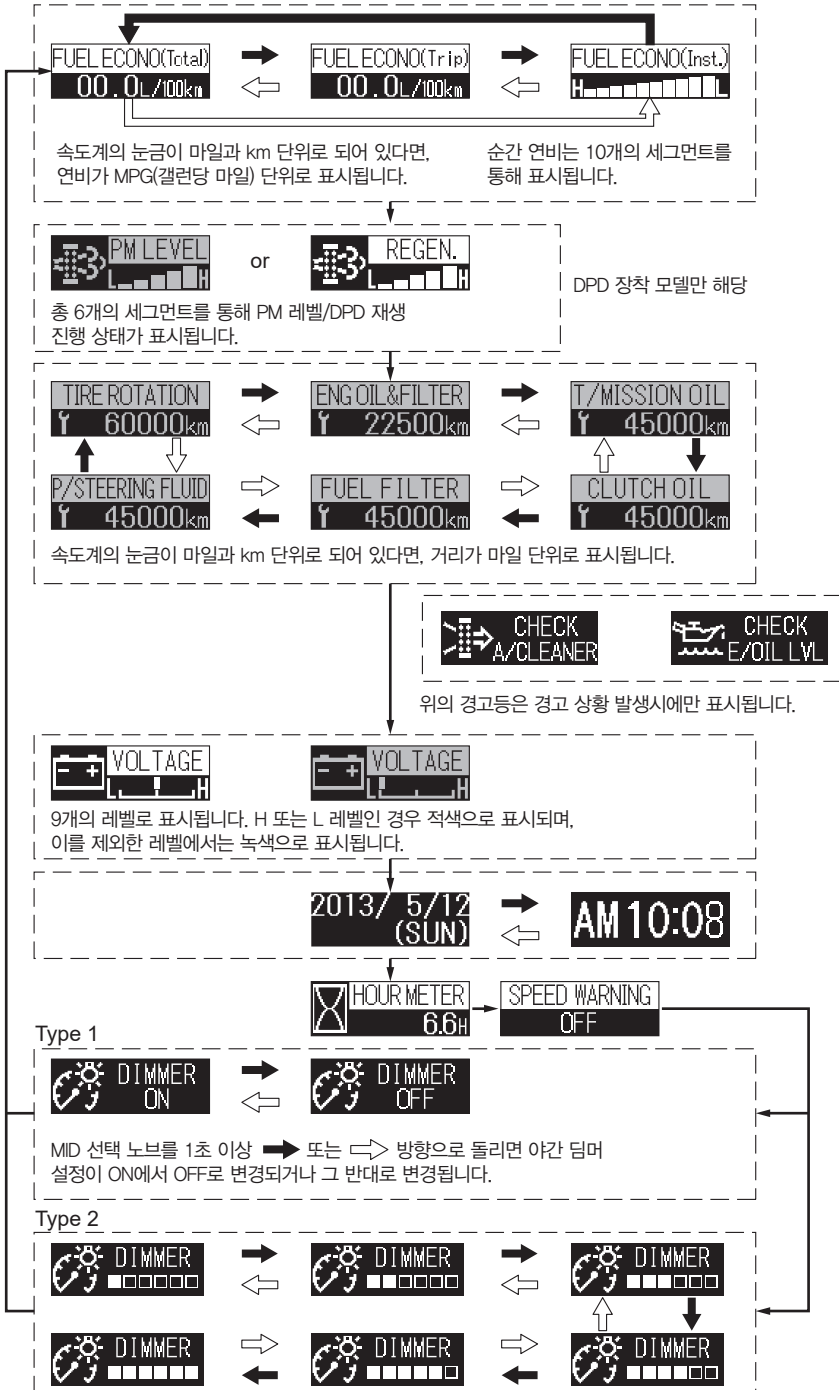 FUEL ECONO(Total)
00.0L/100km
FUEL ECONO(Trip)
00.0L/100km
FUEL ECONO(Inst.)
H L
속도계의 눈금이 마일과 km 단위로 되어 있다면,
연비가 MPG(갤런당 마일) 단위로 표시됩니다.
순간 연비는 10개의 세그먼트를
통해 표시됩니다.
PM LEVEL
L H
or
REGEN.
L H
DPD 장착 모델만 해당
총 6개의 세그먼트를 통해 PM 레벨/DPD 재생
진행 상태가 표시됩니다.
TIRE ROTATION
60000km
ENG OIL&FILTER
22500km
T/MISSION OIL
45000km
P/STEERING FLUID
45000km
FUEL FILTER
45000km
CLUTCH OIL
45000km
속도계의 눈금이 마일과 km 단위로 되어 있다면, 거리가 마일 단위로 표시됩니다.
CHECK
A/CLEANER
CHECK
E/OIL LVL
위의 경고등은 경고 상황 발생시에만 표시됩니다.
VOLTAGE
L H
VOLTAGE
L H
9개의 레벨로 표시됩니다. H 또는 L 레벨인 경우 적색으로 표시되며,
이를 제외한 레벨에서는 녹색으로 표시됩니다.
2013/ 5/12
(SUN)
AM 10:08
HOUR METER
6.6H
SPEED WARNING
OFF
Type 1
DIMMER
ON
DIMMER
OFF
MID 선택 노브를 1초 이상 ➡ 또는 ⇨ 방향으로 돌리면 야간 딤머
설정이 ON에서 OFF로 변경되거나 그 반대로 변경됩니다.
Type 2
DIMMER
DIMMER
DIMMER
DIMMER
DIMMER
DIMMER